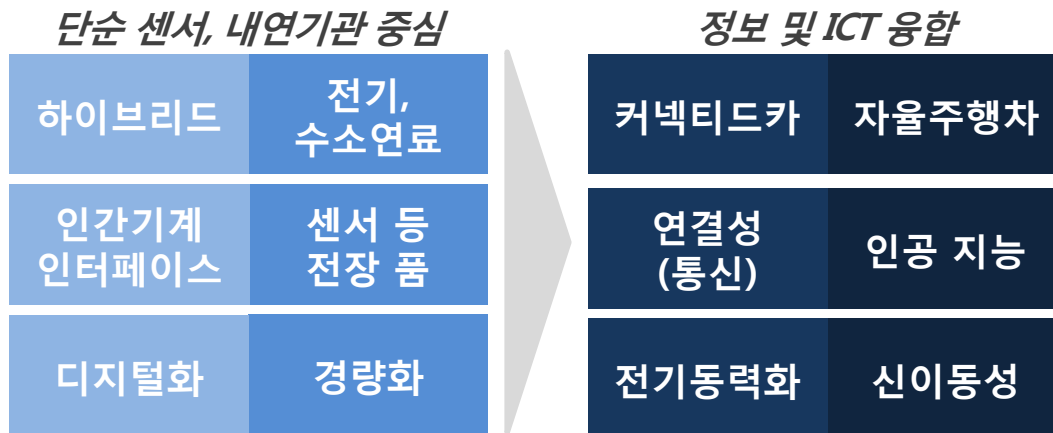 단순 센서, 내연기관 중심
하이브리드
전기,
수소연료
인간기계
인터페이스
센서 등
전장 품
디지털화
경량화
정보 및 ICT 융합
커넥티드카
자율주행차
연결성
(통신)
인공 지능
전기동력화
신이동성